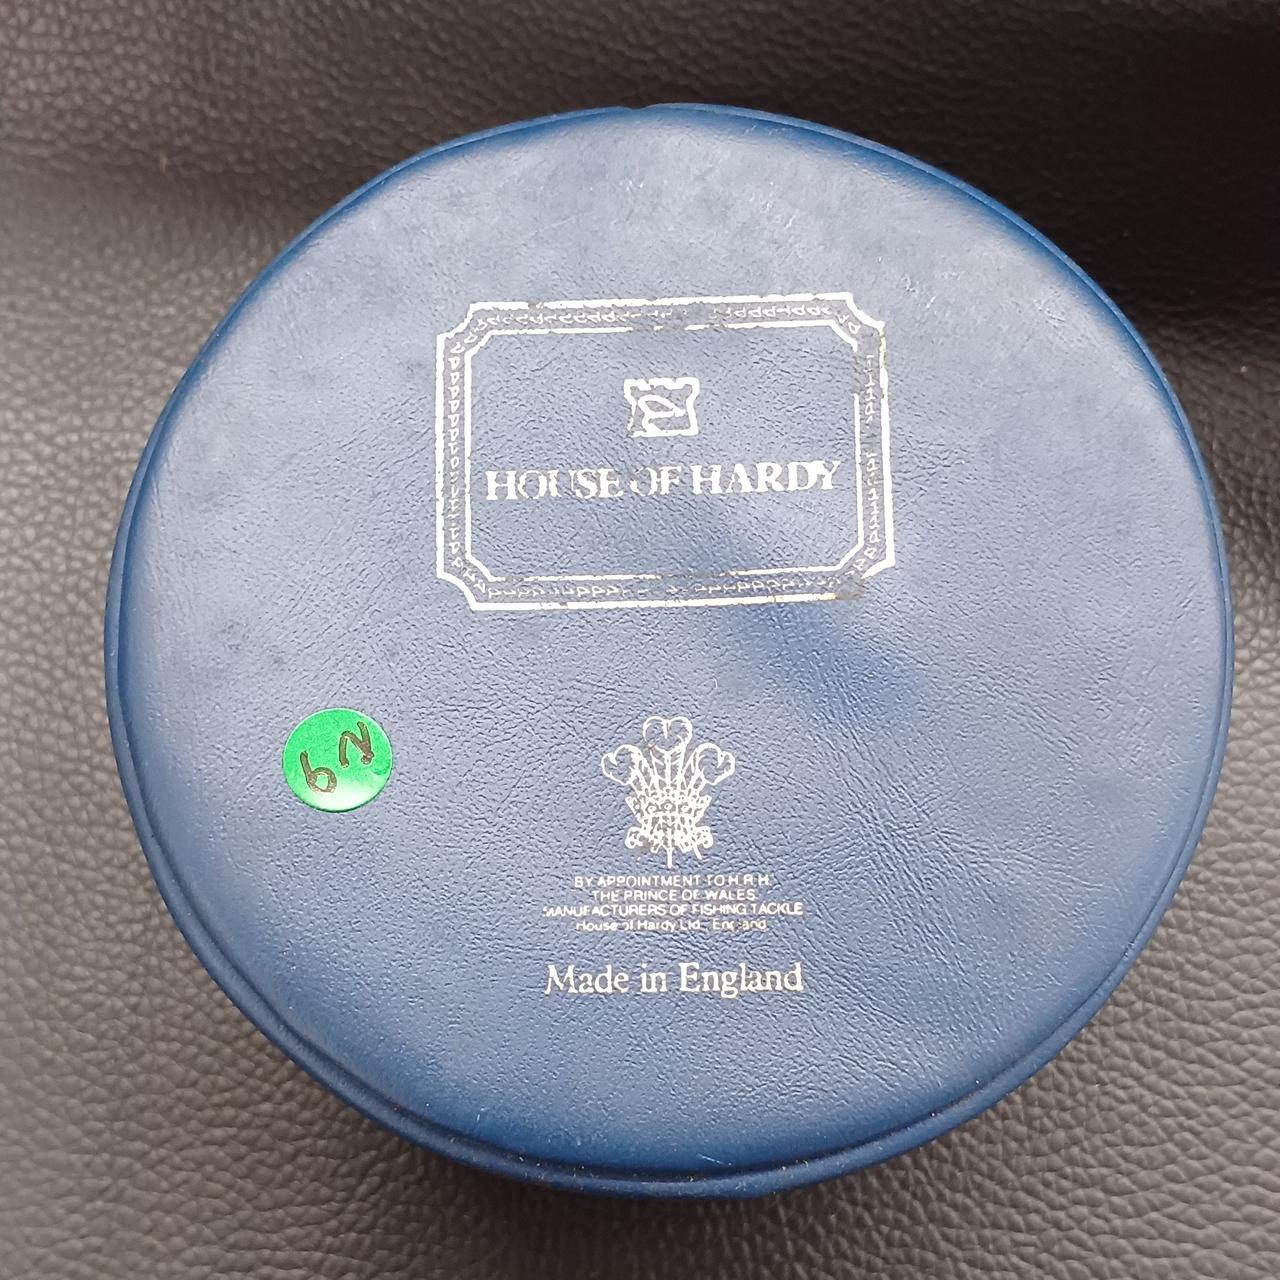 HOUSE OF HARDY
BY APPOINTMENT TO H.R.H.
THE PRINCE OF WALES
MANUFACTURERS OF FISHING TACKLE
House of Hardy Ltd England
Made in England